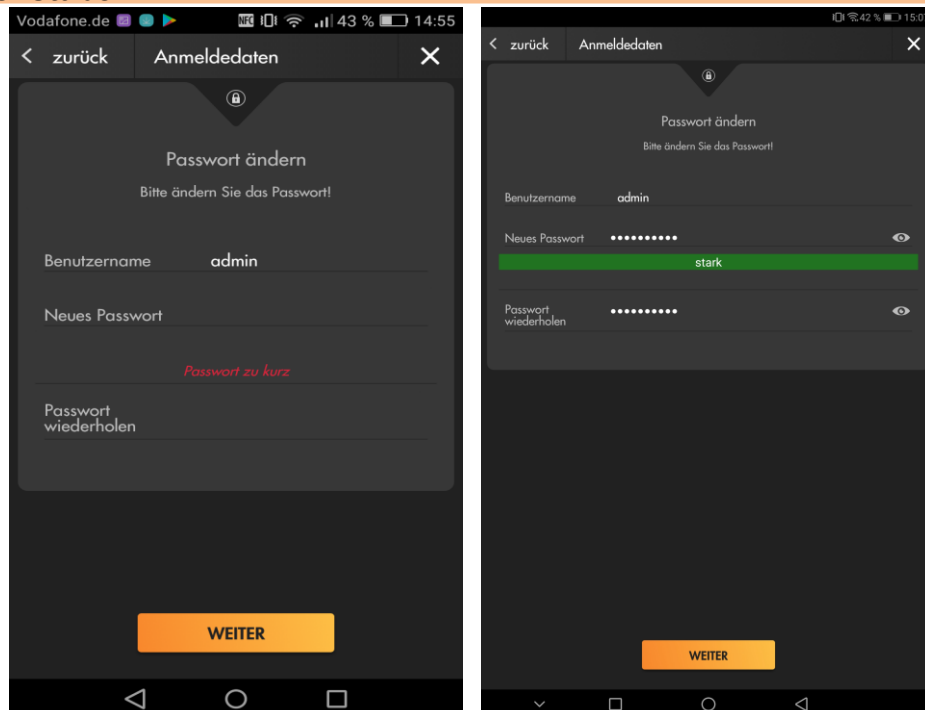 Vodafone.de 43 % 14:55
zurück Anmeldedaten
Passwort ändern
Bitte ändern Sie das Passwort!
Benutzername admin
Neues Passwort
Passwort zu kurz
Passwort
wiederholen
WEITER
42 % 15:0
zurück Anmeldedaten
Passwort ändern
Bitte ändern Sie das Passwort!
Benutzername admin
Neues Passwort ••••••••••
stark
Passwort
wiederholen ••••••••••
WEITER